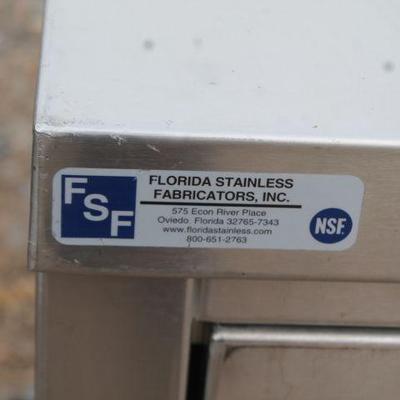 FSF
FLORIDA STAINLESS
FABRICATORS, INC.
575 Econ River Place
Oviedo, Florida 32765-7343
www.floridastainless.com
800-651-2763
NSF.